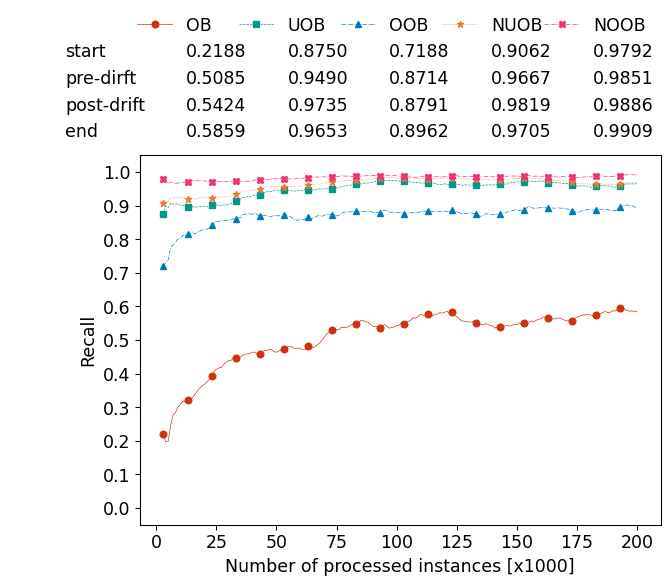 OB UOB OOB NUOB NOOB
start 0.2188 0.8750 0.7188 0.9062 0.9792
pre-dirft 0.5085 0.9490 0.8714 0.9667 0.9851
post-drift 0.5424 0.9735 0.8791 0.9819 0.9886
end 0.5859 0.9653 0.8962 0.9705 0.9909
1.0
0.9
0.8
0.7
0.6
0.5
0.4
0.3
0.2
0.1
0.0
Recall
0 25 50 75 100 125 150 175 200
Number of processed instances [x1000]